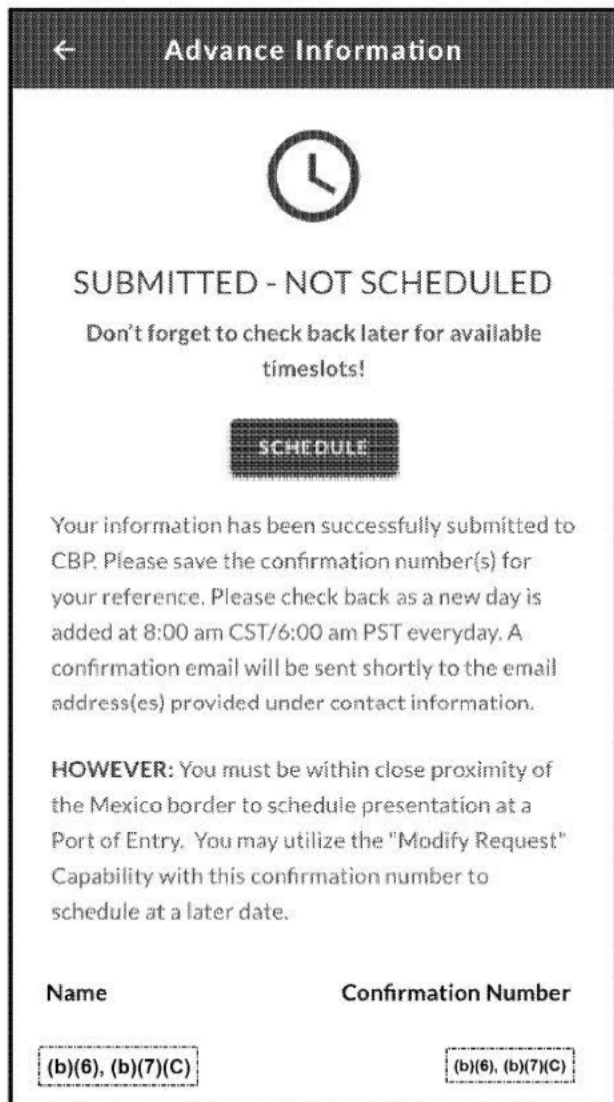 Advance Information
SUBMITTED - NOT SCHEDULED
Don't forget to check back later for available
timeslots!
SCHEDULE
Your information has been successfully submitted to
CBP. Please save the confirmation number(s) for
your reference. Please check back as a new day is
added at 8:00 am CST/6:00 am PST everyday. A
confirmation email will be sent shortly to the email
address(es) provided under contact information.
HOWEVER: You must be within close proximity of
the Mexico border to schedule presentation at a
Port of Entry. You may utilize the "Modify Request"
Capability with this confirmation number to
schedule at a later date.
Name Confirmation Number
(b)(6), (b)(7)(C) (b)(6), (b)(7)(C)